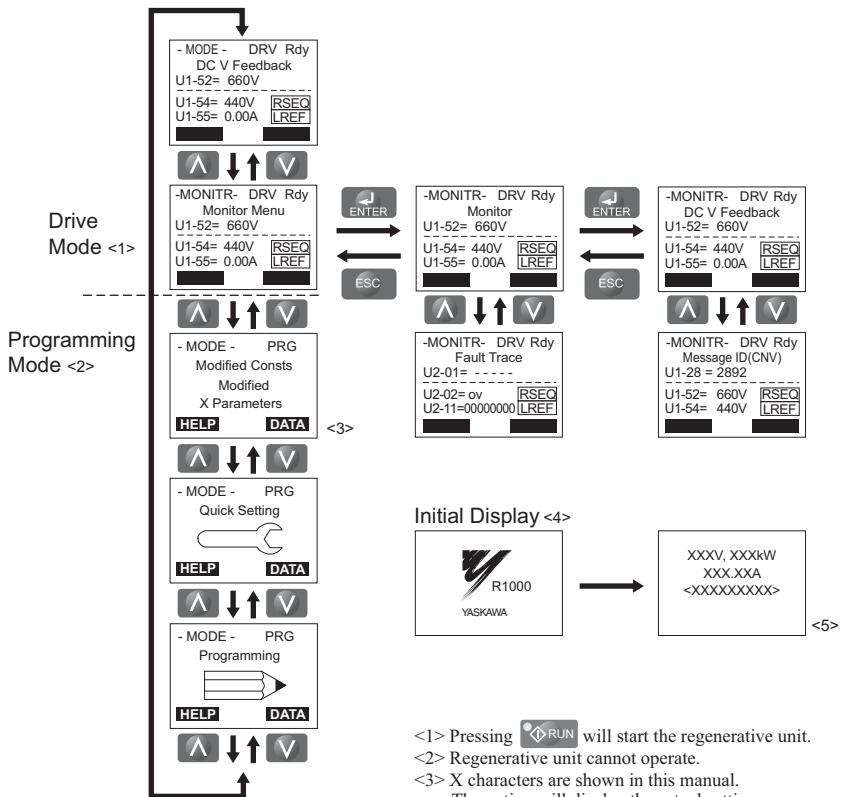 - MODE - DRV Rdy
DC V Feedback
U1-52= 660V
U1-54= 440V RSEQ
U1-55= 0.00A LREF
Drive
Mode <1>
-MONITR- DRV Rdy
Monitor Menu
U1-52= 660V
U1-54= 440V RSEQ
U1-55= 0.00A LREF
ENTER
ESC
-MONITR- DRV Rdy
Monitor
U1-52= 660V
U1-54= 440V RSEQ
U1-55= 0.00A LREF
ENTER
ESC
-MONITR- DRV Rdy
DC V Feedback
U1-52= 660V
U1-54= 440V RSEQ
U1-55= 0.00A LREF
Programming
Mode <2>
- MODE - PRG
Modified Consts
Modified
X Parameters
HELP DATA
<3>
-MONITR- DRV Rdy
Fault Trace
U2-01= - - - - -
U2-02= ov RSEQ
U2-11=00000000 LREF
-MONITR- DRV Rdy
Message ID(CNV)
U1-28 = 2892
U1-52= 660V RSEQ
U1-54= 440V LREF
- MODE - PRG
Quick Setting
HELP DATA
- MODE - PRG
Programming
HELP DATA
Initial Display <4>
R1000
YASKAWA
XXXV, XXXkW
XXX.XXA
<XXXXXXXXX>
<5>
<1> Pressing RUN will start the regenerative unit.
<2> Regenerative unit cannot operate.
<3> X characters are shown in this manual.